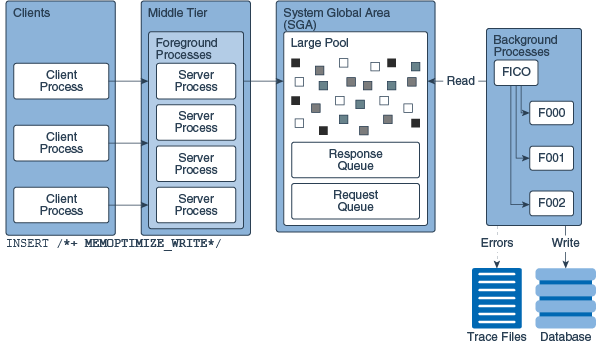 Clients
Client
Process
Client
Process
Client
Process
INSERT /*+ MEMOPTIMIZE_WRITE*/
Middle Tier
Foreground
Processes
Server
Process
Server
Process
Server
Process
Server
Process
System Global Area
(SGA)
Large Pool
Response
Queue
Request
Queue
Read
Background
Processes
FICO
F000
F001
F002
Errors
Write
Trace Files
Database